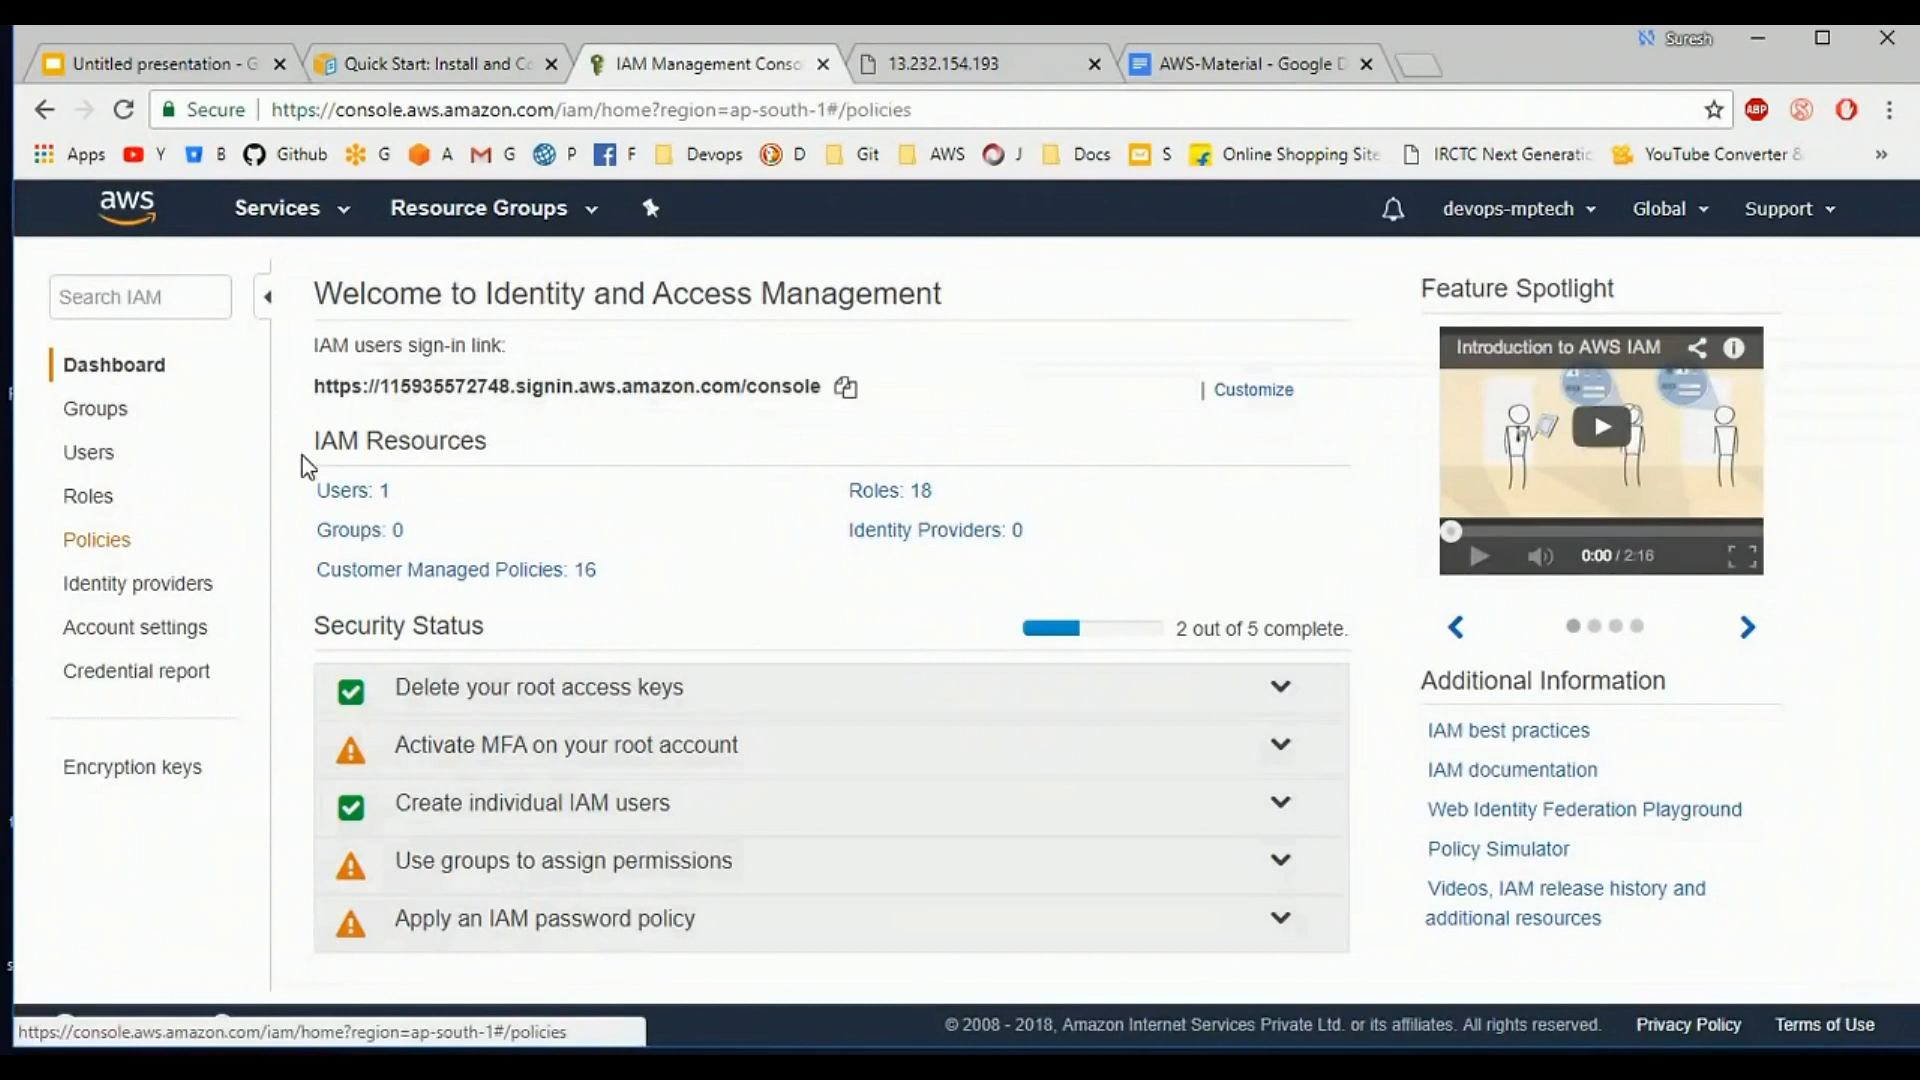 Suresh
Untitled presentation - G
Quick Start: Install and Co
IAM Management Conso
13.232.154.193
AWS-Material - Google D
Secure | https://console.aws.amazon.com/iam/home?region=ap-south-1#/policies
ABP
Apps Y B Github G A G P F Devops D Git AWS J Docs S Online Shopping Site IRCTC Next Generatic YouTube Converter & »
aws Services Resource Groups devops-mptech Global Support
Search IAM
Dashboard
Groups
Users
Roles
Policies
Identity providers
Account settings
Credential report
Encryption keys
Welcome to Identity and Access Management
IAM users sign-in link:
https://115935572748.signin.aws.amazon.com/console
| Customize
IAM Resources
Users: 1
Roles: 18
Groups: 0
Identity Providers: 0
Customer Managed Policies: 16
Security Status
2 out of 5 complete.
Delete your root access keys
Activate MFA on your root account
Create individual IAM users
Use groups to assign permissions
Apply an IAM password policy
Feature Spotlight
Introduction to AWS IAM
0:00 / 2:16
Additional Information
IAM best practices
IAM documentation
Web Identity Federation Playground
Policy Simulator
Videos, IAM release history and
additional resources
https://console.aws.amazon.com/iam/home?region=ap-south-1#/policies
© 2008 - 2018, Amazon Internet Services Private Ltd. or its affiliates. All rights reserved. Privacy Policy Terms of Use